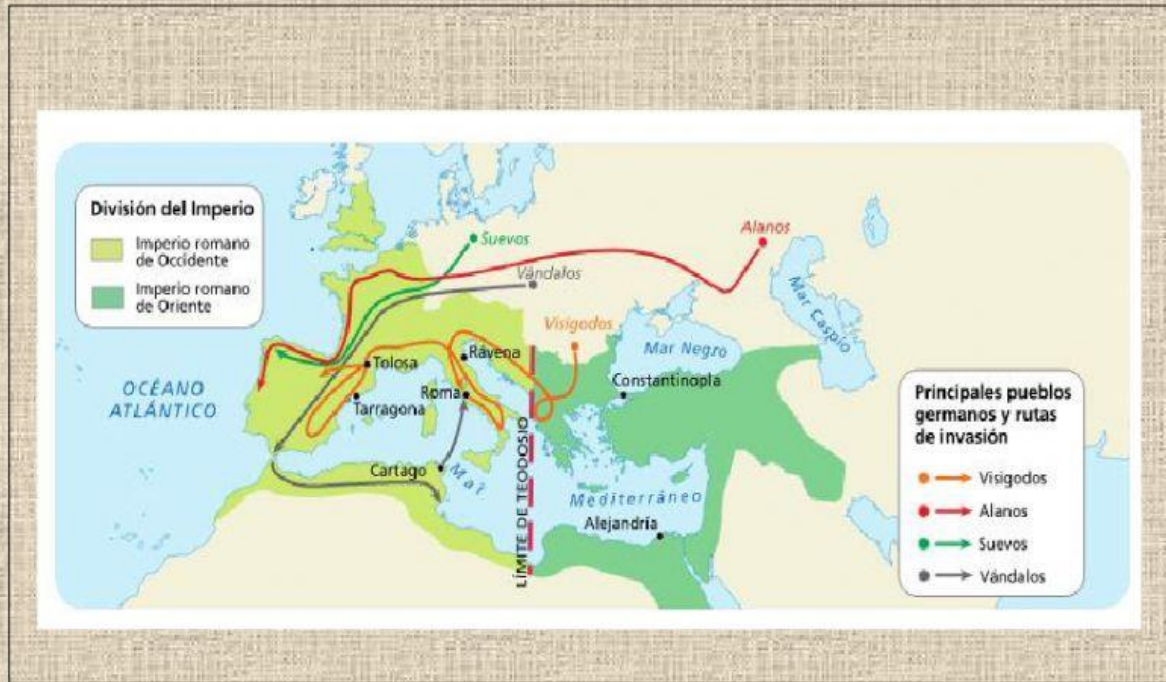 División del Imperio
Imperio romano
de Occidente
Imperio romano
de Oriente
Suevos
Alanos
Vándalos
Visigodos
Mar Negro
Mar Caspio
Constantinopla
Rávena
Tolosa
Roma
Tarragona
OCÉANO
ATLÁNTICO
Cartago
Mar
Mediterráneo
Alejandría
LÍMITE DE TEODOSIO
Principales pueblos
germanos y rutas
de invasión
Visigodos
Alanos
Suevos
Vándalos